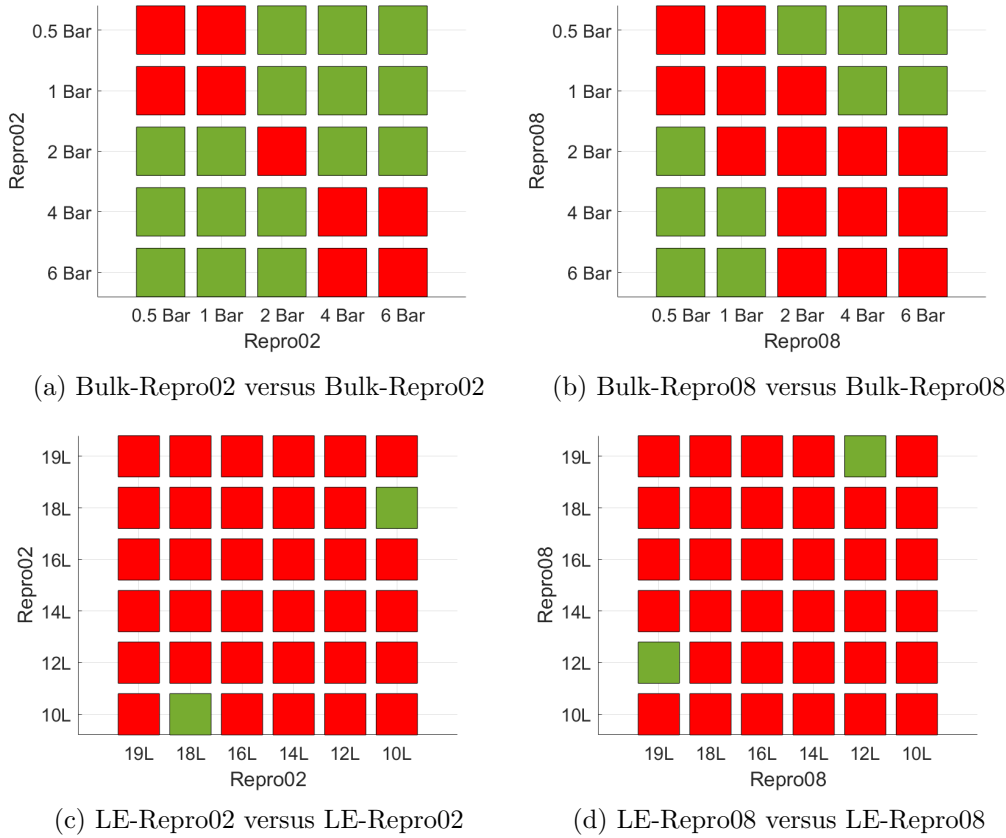 0.5 Bar
1 Bar
2 Bar
4 Bar
6 Bar
Repro02
0.5 Bar 1 Bar 2 Bar 4 Bar 6 Bar
Repro02
(a) Bulk-Repro02 versus Bulk-Repro02
0.5 Bar
1 Bar
2 Bar
4 Bar
6 Bar
Repro08
0.5 Bar 1 Bar 2 Bar 4 Bar 6 Bar
Repro08
(b) Bulk-Repro08 versus Bulk-Repro08
19L
18L
16L
14L
12L
10L
Repro02
19L 18L 16L 14L 12L 10L
Repro02
(c) LE-Repro02 versus LE-Repro02
19L
18L
16L
14L
12L
10L
Repro08
19L 18L 16L 14L 12L 10L
Repro08
(d) LE-Repro08 versus LE-Repro08